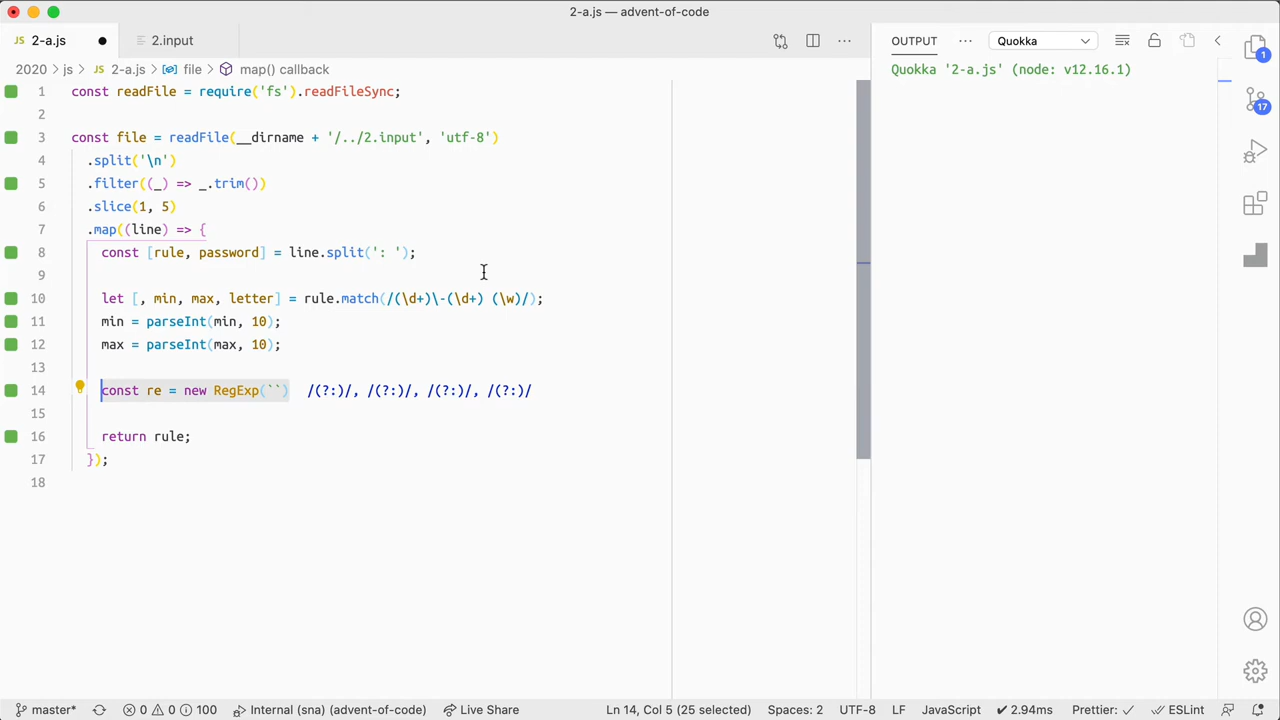 2-a.js — advent-of-code
JS 2-a.js
2.input
OUTPUT
Quokka
2020 › js › JS 2-a.js › file › map() callback
Quokka '2-a.js' (node: v12.16.1)
1 const readFile = require('fs').readFileSync;
2
3 const file = readFile(__dirname + '/../2.input', 'utf-8')
4 .split('\n')
5 .filter((_) => _.trim())
6 .slice(1, 5)
7 .map((line) => {
8 const [rule, password] = line.split(': ');
9
10 let [, min, max, letter] = rule.match(/(\d+)\-(\d+) (\w)/);
11 min = parseInt(min, 10);
12 max = parseInt(max, 10);
13
14 const re = new RegExp(``) /(?:)/, /(?:)/, /(?:)/, /(?:)/
15
16 return rule;
17 });
18
1
17
master* 0 0 100 Internal (sna) (advent-of-code) Live Share Ln 14, Col 5 (25 selected) Spaces: 2 UTF-8 LF JavaScript ✔ 2.94ms Prettier: ✓ ESLint